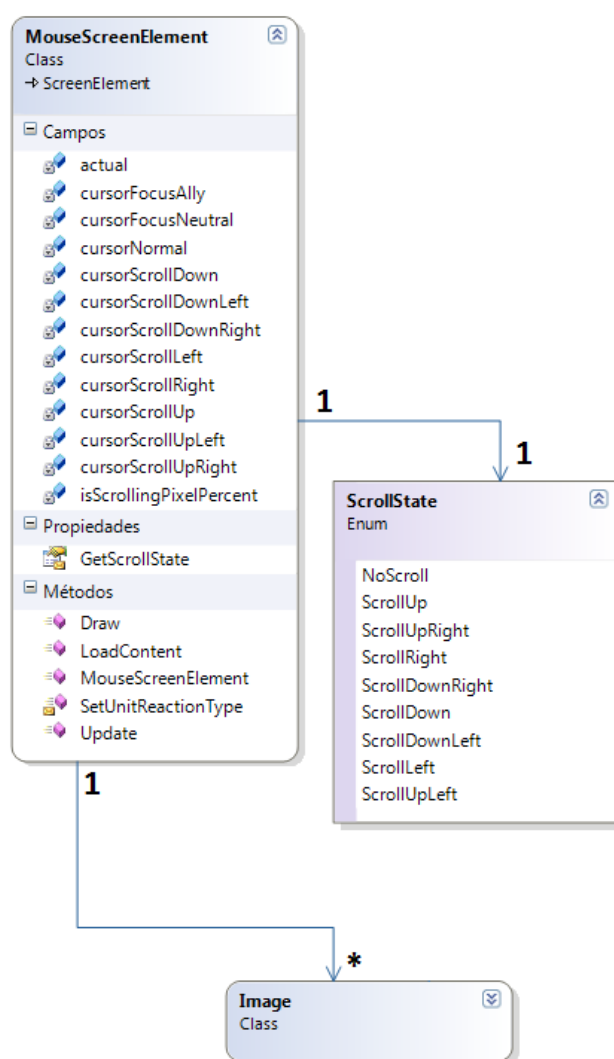 MouseScreenElement
Class
ScreenElement
Campos
actual
cursorFocusAlly
cursorFocusNeutral
cursorNormal
cursorScrollDown
cursorScrollDownLeft
cursorScrollDownRight
cursorScrollLeft
cursorScrollRight
cursorScrollUp
cursorScrollUpLeft
cursorScrollUpRight
isScrollingPixelPercent
Propiedades
GetScrollState
Métodos
Draw
LoadContent
MouseScreenElement
SetUnitReactionType
Update
1
1
ScrollState
Enum
NoScroll
ScrollUp
ScrollUpRight
ScrollRight
ScrollDownRight
ScrollDown
ScrollDownLeft
ScrollLeft
ScrollUpLeft
1
*
Image
Class